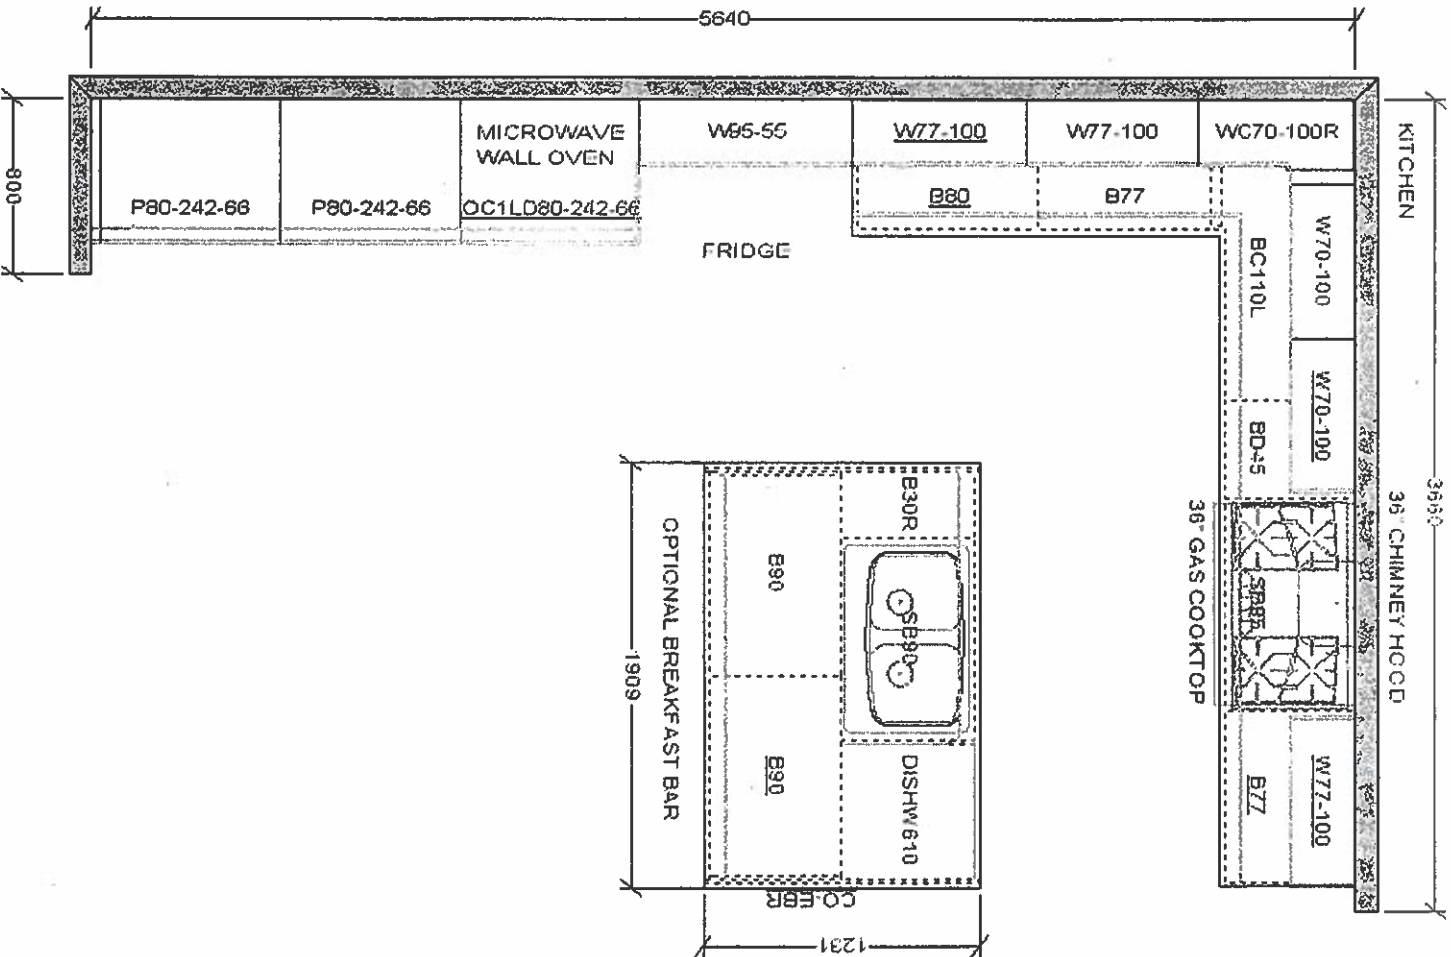 5640
800
MICROWAVE
WALL OVEN
W95-55
W77-100
W77-100
WC70-100R
P80-242-66
P80-242-66
OC1LD80-242-66
B80
B77
FRIDGE
KITCHEN
W70-100
BC110L
W70-100
BD45
3660
36" CHIMNEY HOOD
36" GAS COOKTOP
W77-100
B77
B30R
B90
SB90
OPTIONAL BREAKFAST BAR
1909
B90
DISHW610
CO-EBR
1231